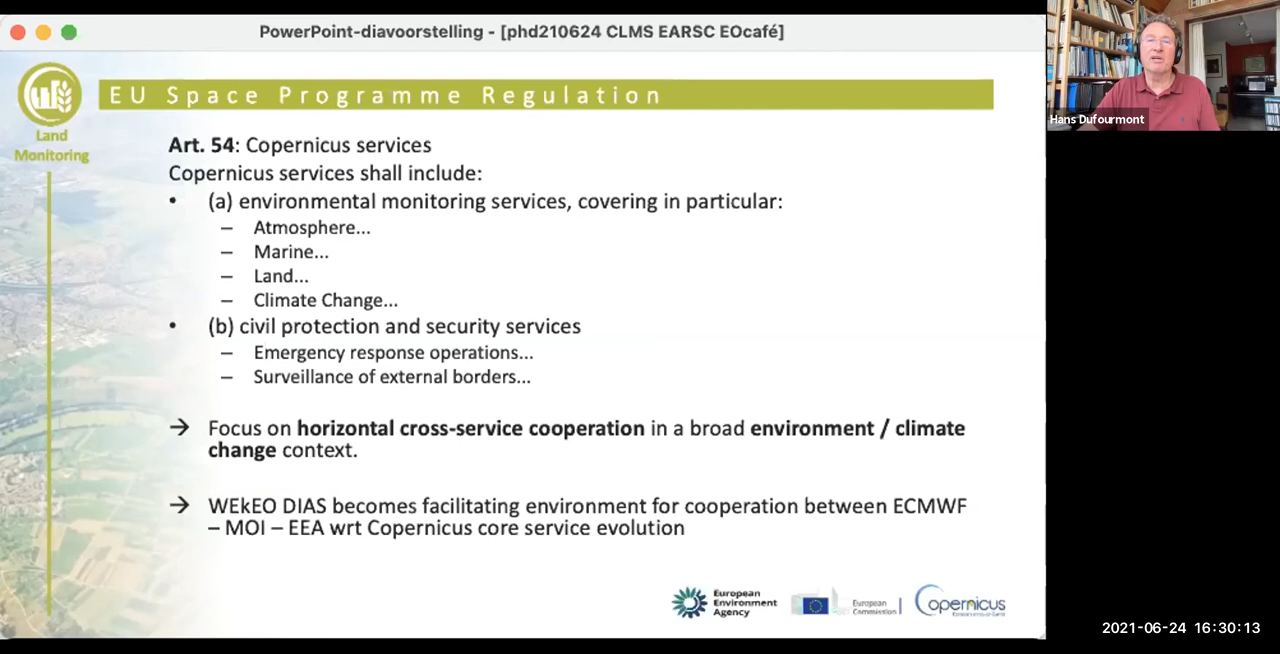 PowerPoint-diavoorstelling - [phd210624 CLMS EARSC EOcafé]
Land
Monitoring
EU Space Programme Regulation
Art. 54: Copernicus services
Copernicus services shall include:
• (a) environmental monitoring services, covering in particular:
– Atmosphere...
– Marine...
– Land...
– Climate Change...
• (b) civil protection and security services
– Emergency response operations...
– Surveillance of external borders...
→ Focus on horizontal cross-service cooperation in a broad environment / climate
change context.
→ WEkEO DIAS becomes facilitating environment for cooperation between ECMWF
– MOI – EEA wrt Copernicus core service evolution
European
Environment
Agency
European
Commission
Copernicus
Hans Dufourmont
2021-06-24 16:30:13